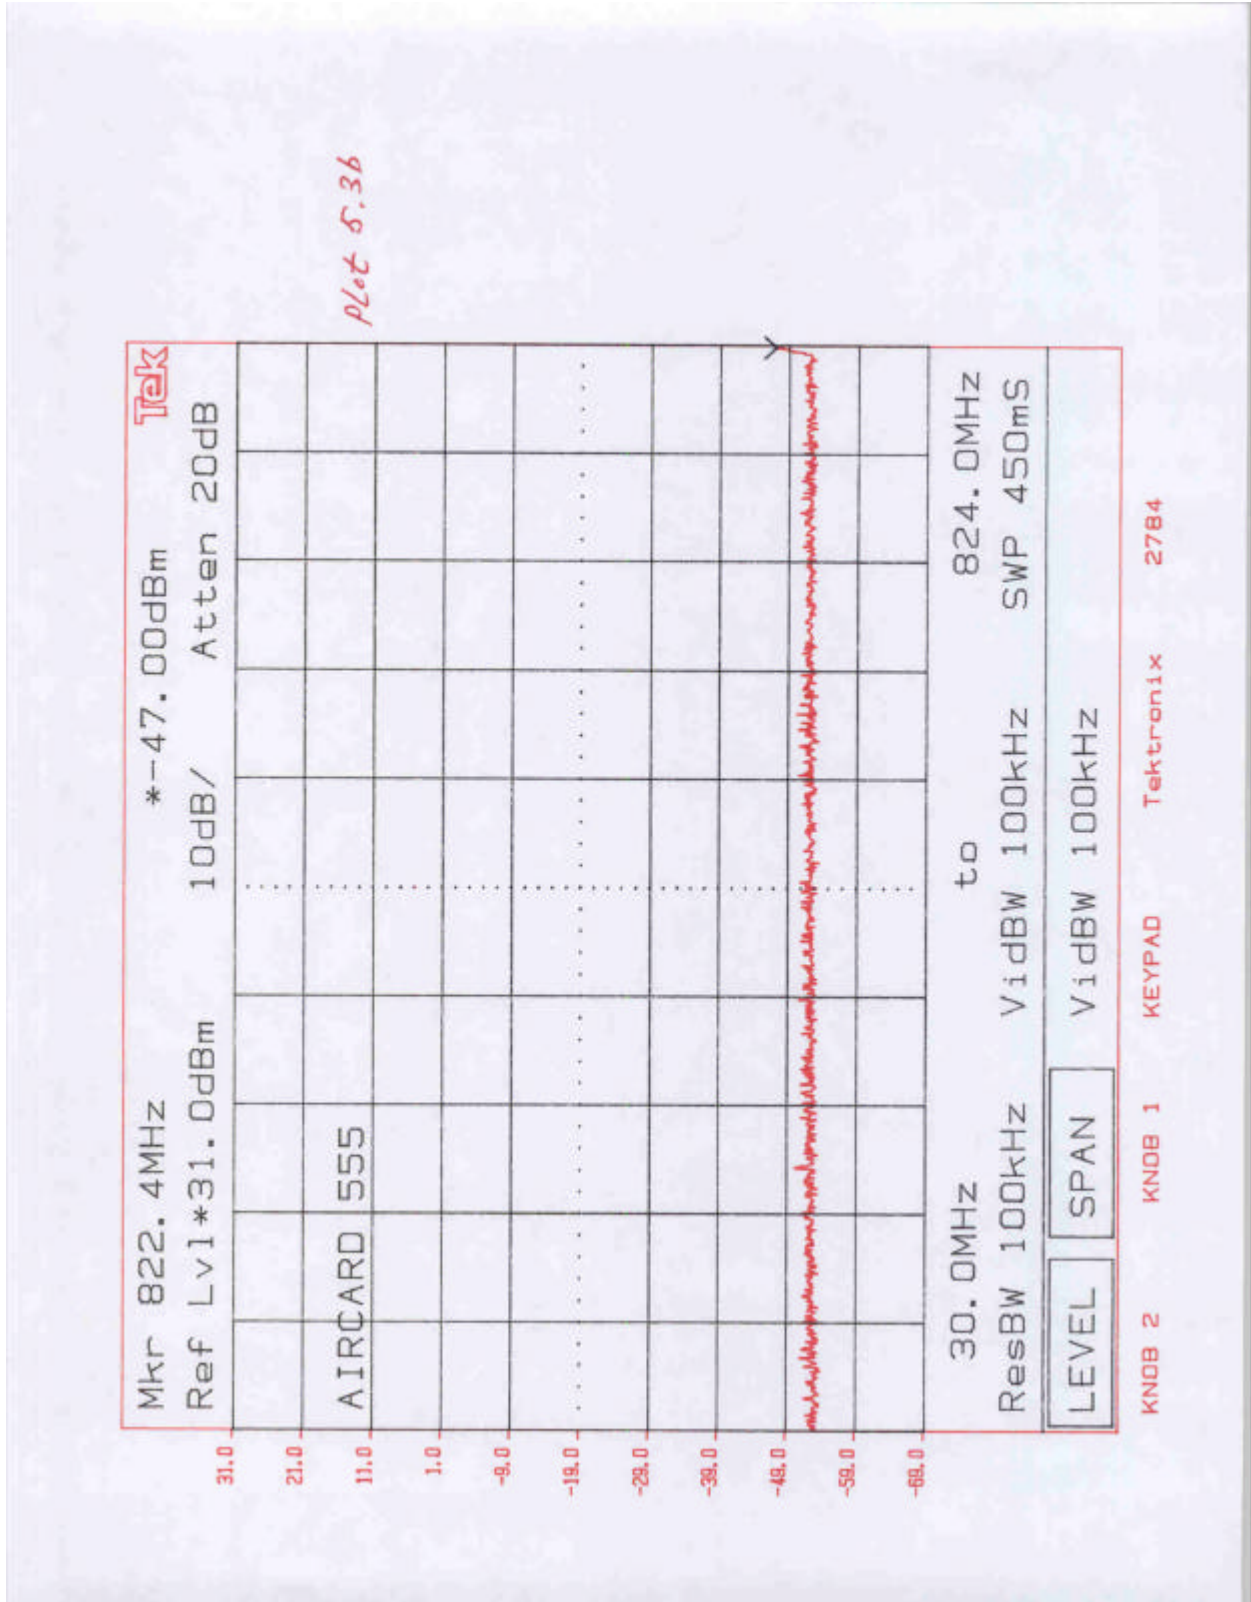 Plot 5.3b
Mkr 822.4MHz *-47.00dBm Tek
Ref Lvl*31.0dBm 10dB/ Atten 20dB
31.0
21.0
AIRCARD 555
11.0
1.0
-9.0
-19.0
-29.0
-39.0
-49.0
-59.0
-69.0
30.0MHz to 824.0MHz
ResBW 100kHz VidBW 100kHz SWP 450mS
LEVEL SPAN VidBW 100kHz
KNOB 2 KNOB 1 KEYPAD Tektronix 2784